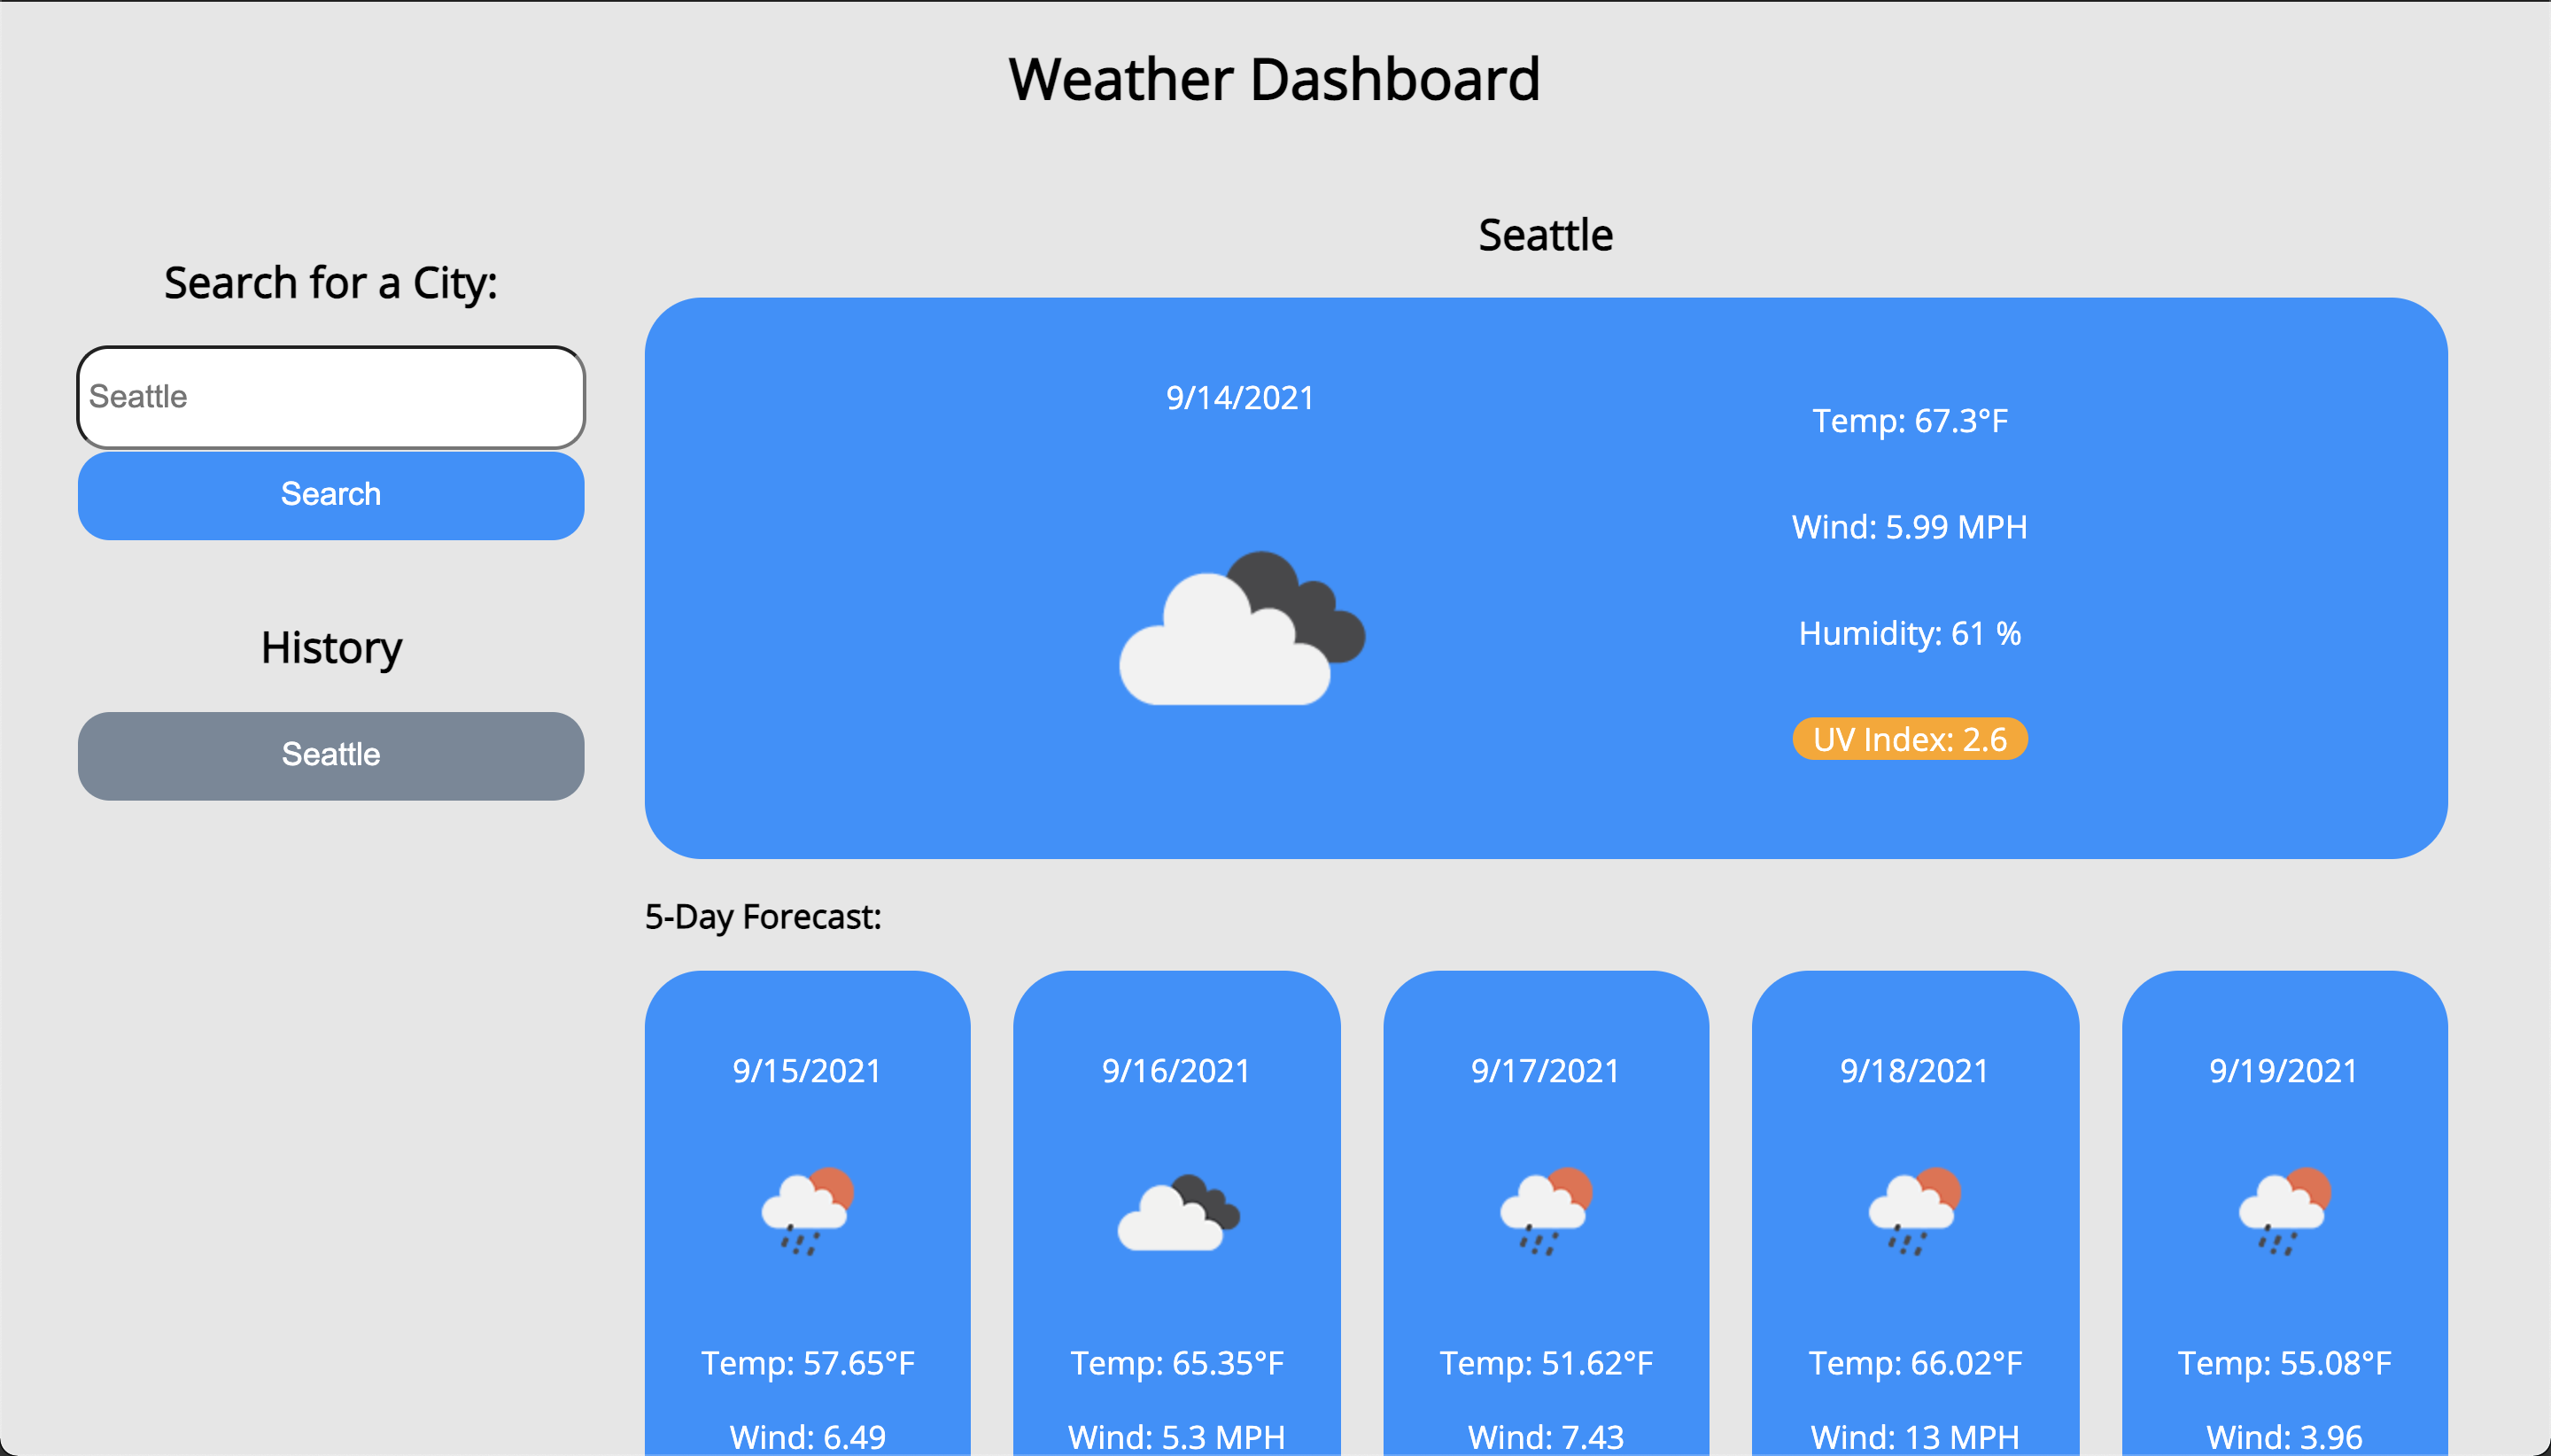 Weather Dashboard
Search for a City:
Seattle
Search
History
Seattle
Seattle
9/14/2021
Temp: 67.3°F
Wind: 5.99 MPH
Humidity: 61 %
UV Index: 2.6
5-Day Forecast:
9/15/2021
Temp: 57.65°F
Wind: 6.49
9/16/2021
Temp: 65.35°F
Wind: 5.3 MPH
9/17/2021
Temp: 51.62°F
Wind: 7.43
9/18/2021
Temp: 66.02°F
Wind: 13 MPH
9/19/2021
Temp: 55.08°F
Wind: 3.96